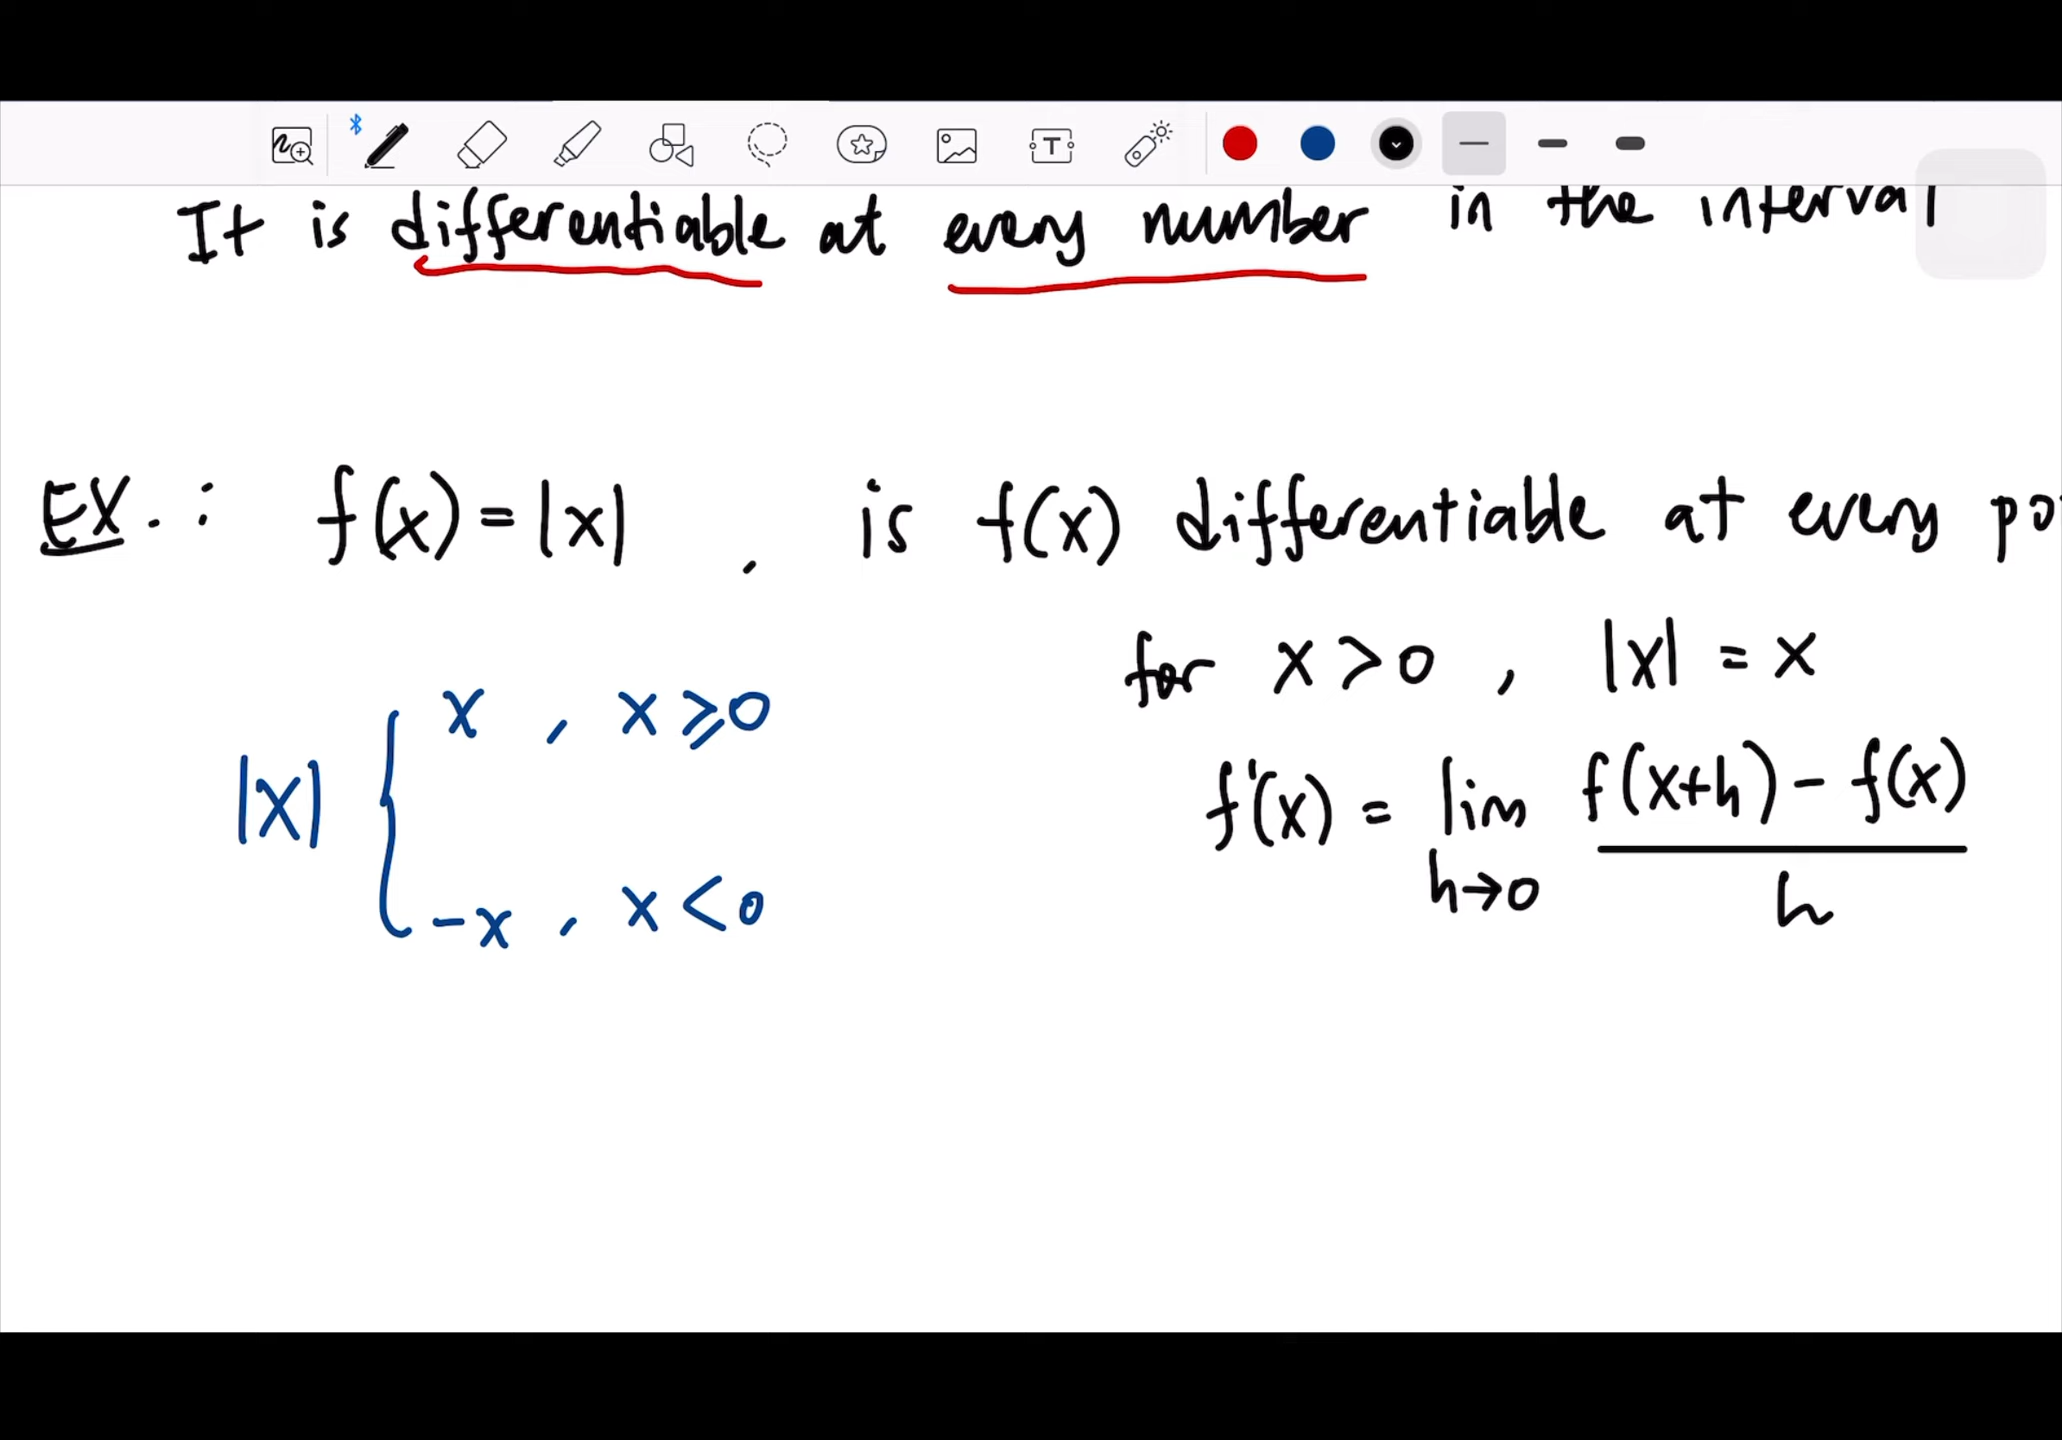 It is differentiable at every number in the interval
EX. : f(x) = |x| , is f(x) differentiable at every po
for x > 0 , |x| = x
|x| { x , x ⩾ 0
-x , x < 0
f'(x) = lim h→0 f(x+h) - f(x) / h